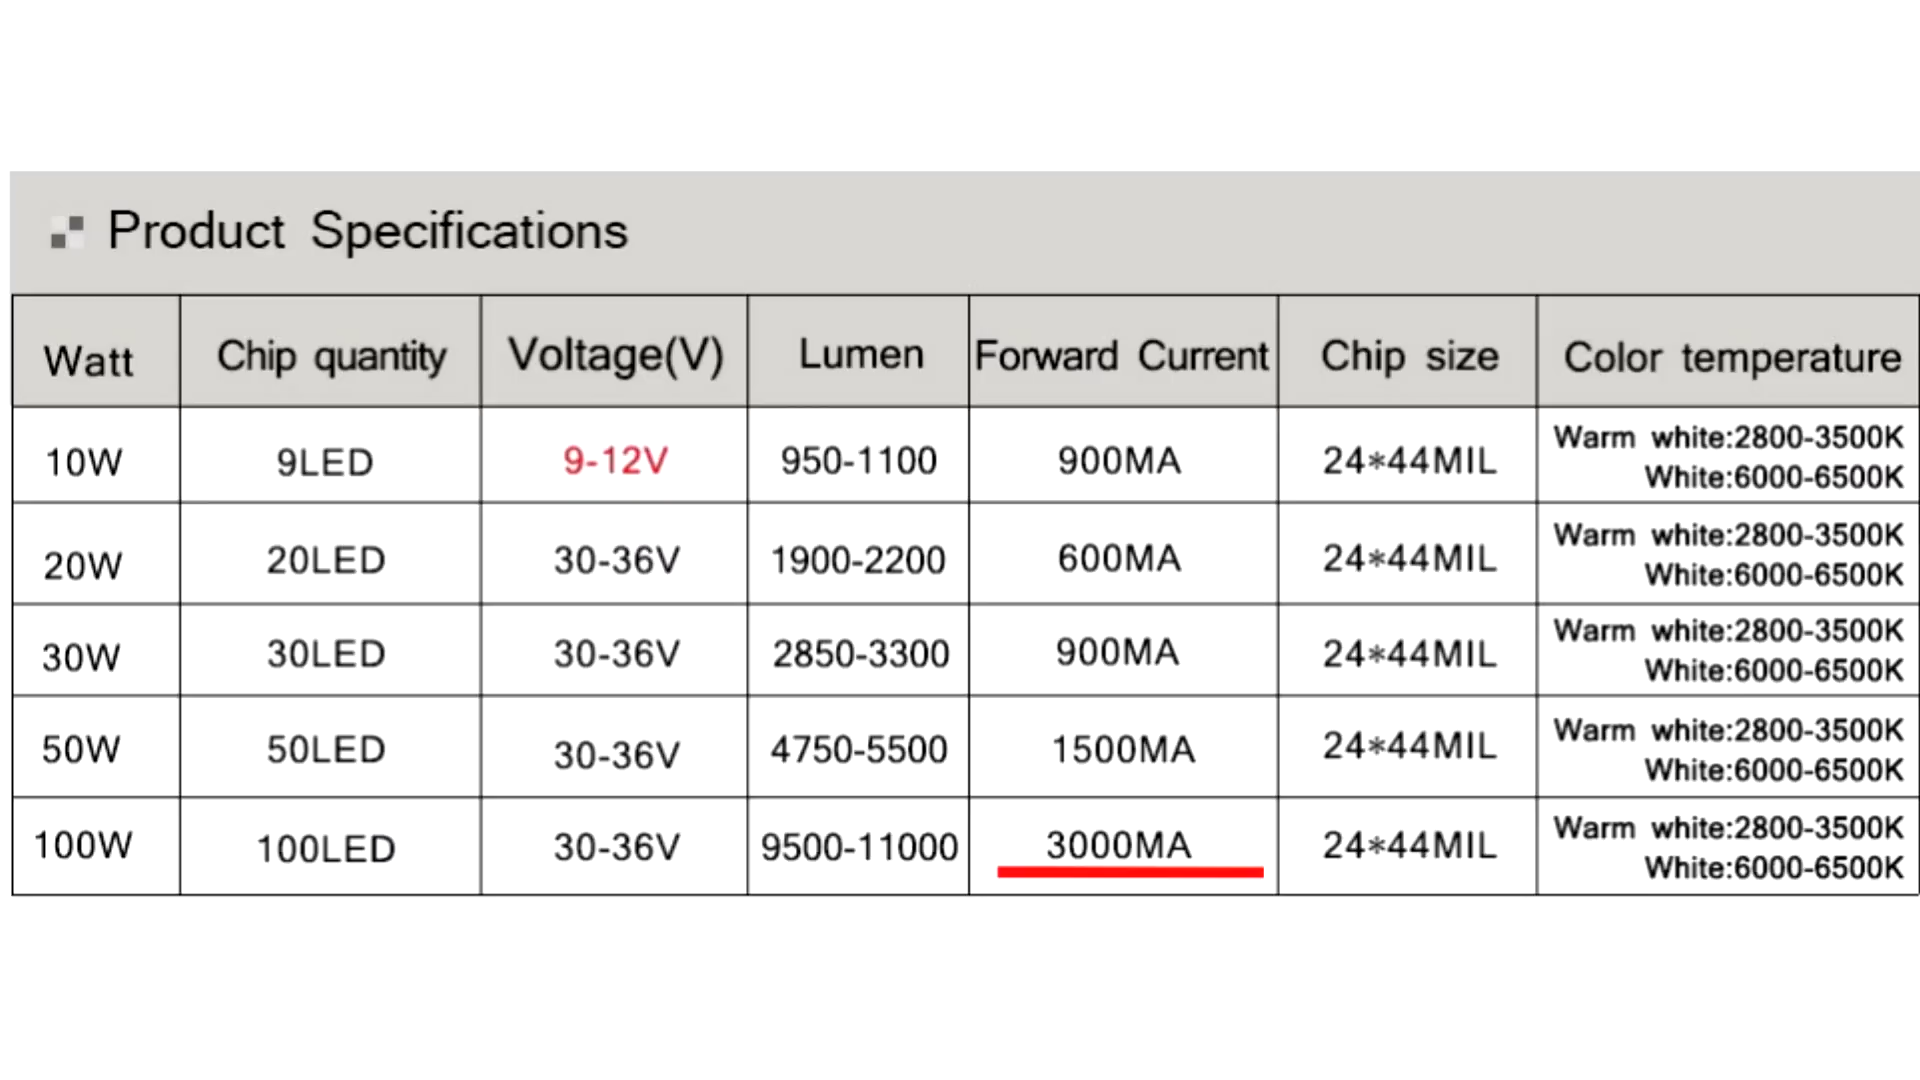 Product Specifications
Watt Chip quantity Voltage(V) Lumen Forward Current Chip size Color temperature
10W 9LED 9-12V 950-1100 900MA 24*44MIL Warm white:2800-3500K
White:6000-6500K
20W 20LED 30-36V 1900-2200 600MA 24*44MIL Warm white:2800-3500K
White:6000-6500K
30W 30LED 30-36V 2850-3300 900MA 24*44MIL Warm white:2800-3500K
White:6000-6500K
50W 50LED 30-36V 4750-5500 1500MA 24*44MIL Warm white:2800-3500K
White:6000-6500K
100W 100LED 30-36V 9500-11000 3000MA 24*44MIL Warm white:2800-3500K
White:6000-6500K